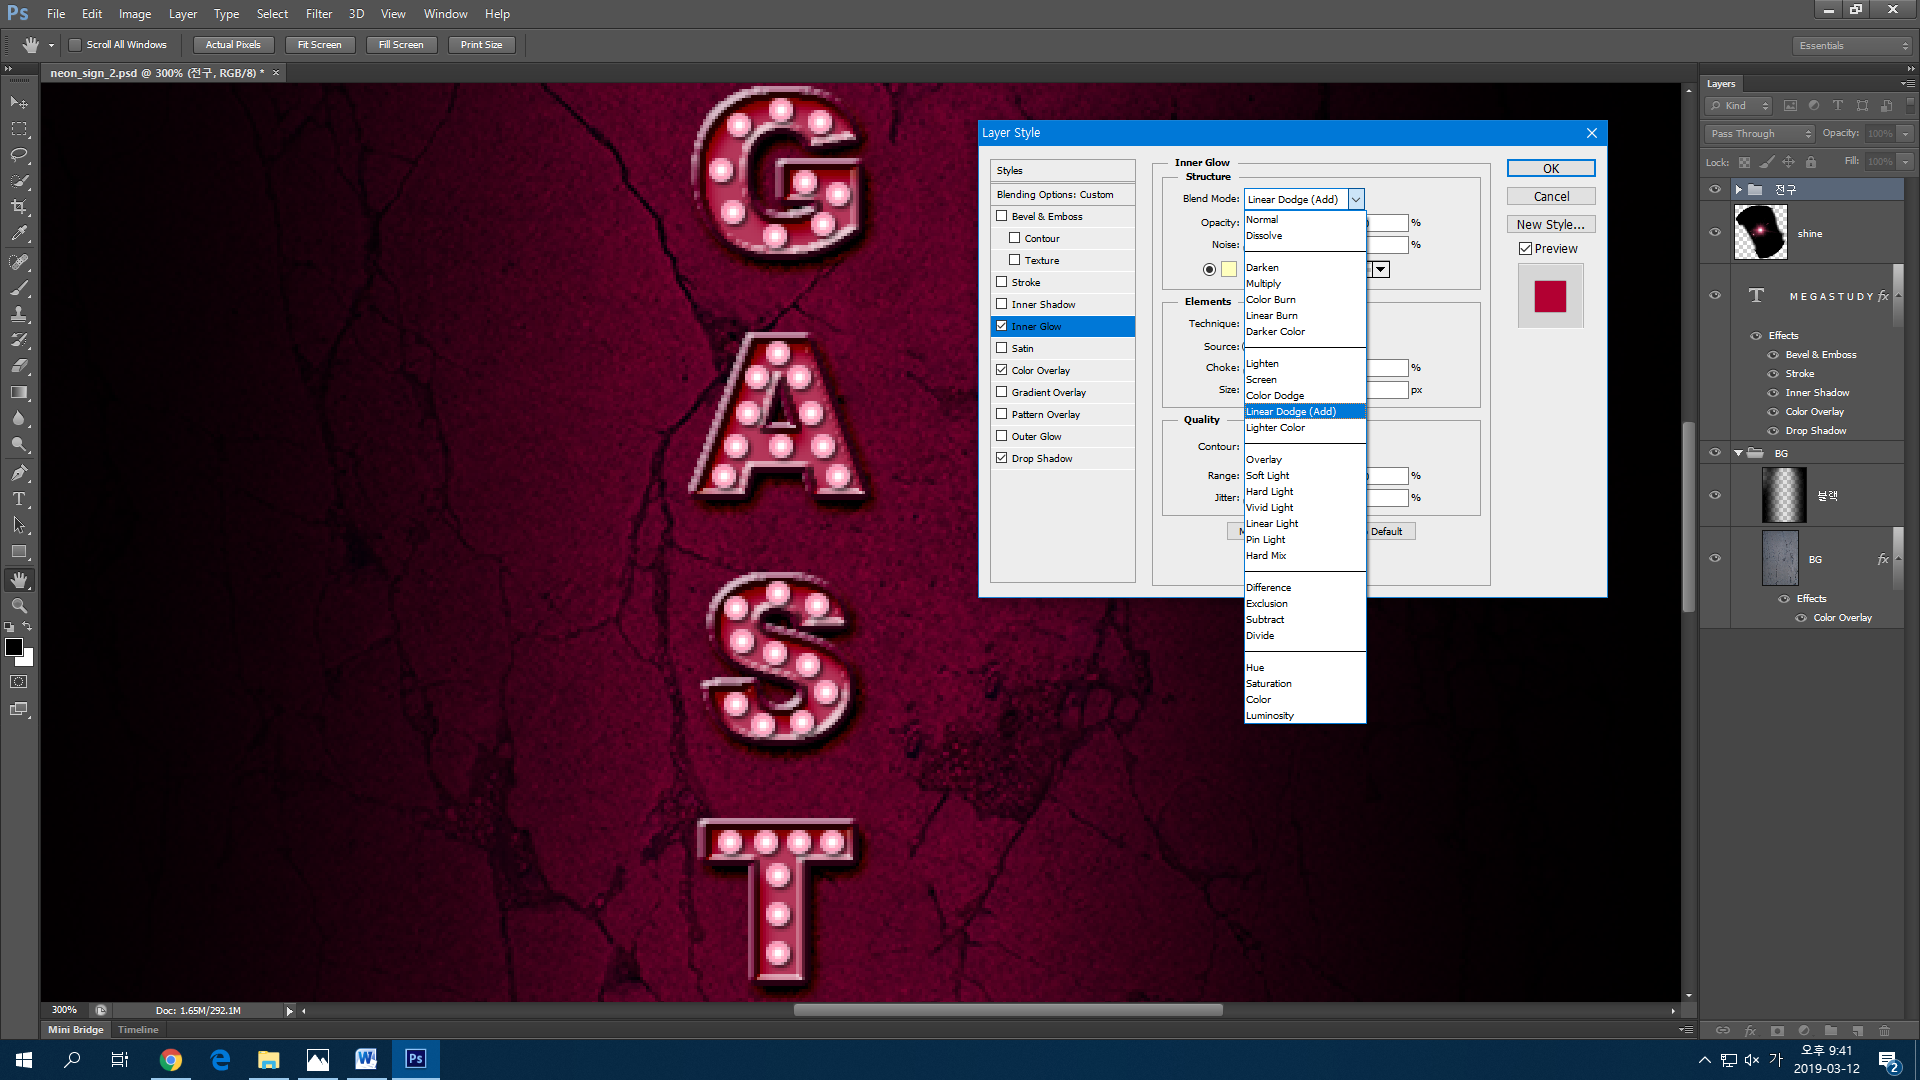 Ps File Edit Image Layer Type Select Filter 3D View Window Help
Scroll All Windows Actual Pixels Fit Screen Fill Screen Print Size Essentials
neon_sign_2.psd @ 300% (전구, RGB/8) * ×
G
A
S
T
Layer Style
Styles
Blending Options: Custom
Bevel & Emboss
Contour
Texture
Stroke
Inner Shadow
Inner Glow
Satin
Color Overlay
Gradient Overlay
Pattern Overlay
Outer Glow
Drop Shadow
Inner Glow
Structure
Blend Mode: Linear Dodge (Add)
Opacity: %
Noise: %
Elements
Technique:
Source:
Choke: %
Size: px
Quality
Contour:
Range: %
Jitter: %
Default
Normal
Dissolve
Darken
Multiply
Color Burn
Linear Burn
Darker Color
Lighten
Screen
Color Dodge
Linear Dodge (Add)
Lighter Color
Overlay
Soft Light
Hard Light
Vivid Light
Linear Light
Pin Light
Hard Mix
Difference
Exclusion
Subtract
Divide
Hue
Saturation
Color
Luminosity
OK
Cancel
New Style...
Preview
Layers
Kind
Pass Through Opacity: 100%
Lock: Fill: 100%
전구
shine
T MEGASTUDY fx
Effects
Bevel & Emboss
Stroke
Inner Shadow
Color Overlay
Drop Shadow
BG
블랙
BG fx
Effects
Color Overlay
300% Doc: 1.65M/292.1M
Mini Bridge Timeline
가 오후 9:41
2019-03-12
2